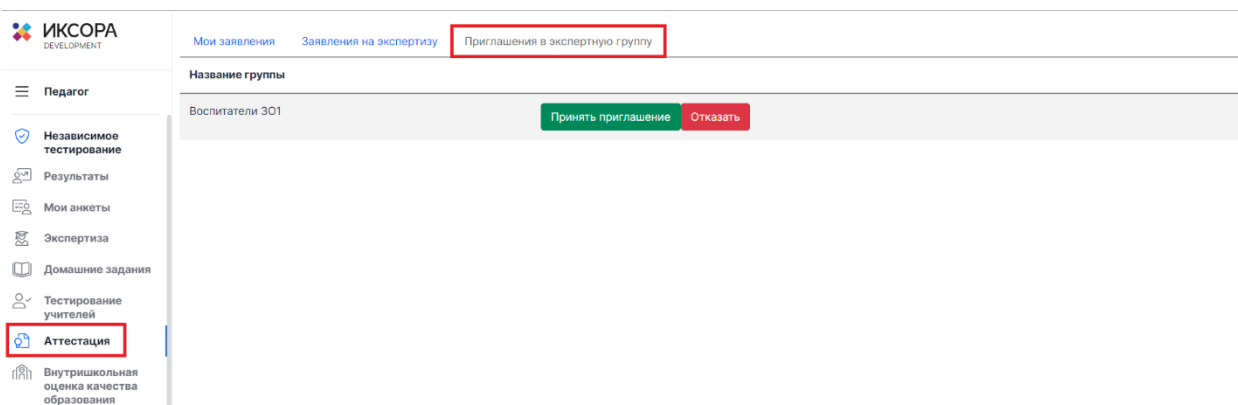 ИКСОРА
DEVELOPMENT
Педагог
Независимое
тестирование
Результаты
Мои анкеты
Экспертиза
Домашние задания
Тестирование
учителей
Аттестация
Внутришкольная
оценка качества
образования
Мои заявления Заявления на экспертизу Приглашения в экспертную группу
Название группы
Воспитатели ЗО1 Принять приглашение Отказать